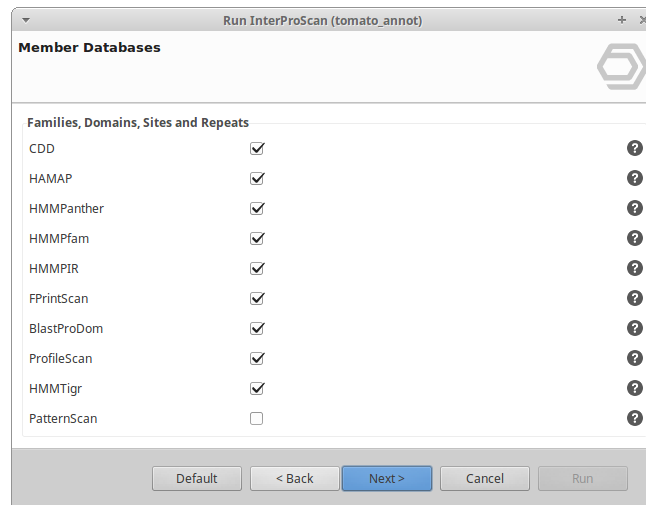 Run InterProScan (tomato_annot)
Member Databases
Families, Domains, Sites and Repeats
CDD
HAMAP
HMMPanther
HMMPfam
HMMPIR
FPrintScan
BlastProDom
ProfileScan
HMMTigr
PatternScan
Default < Back Next > Cancel Run